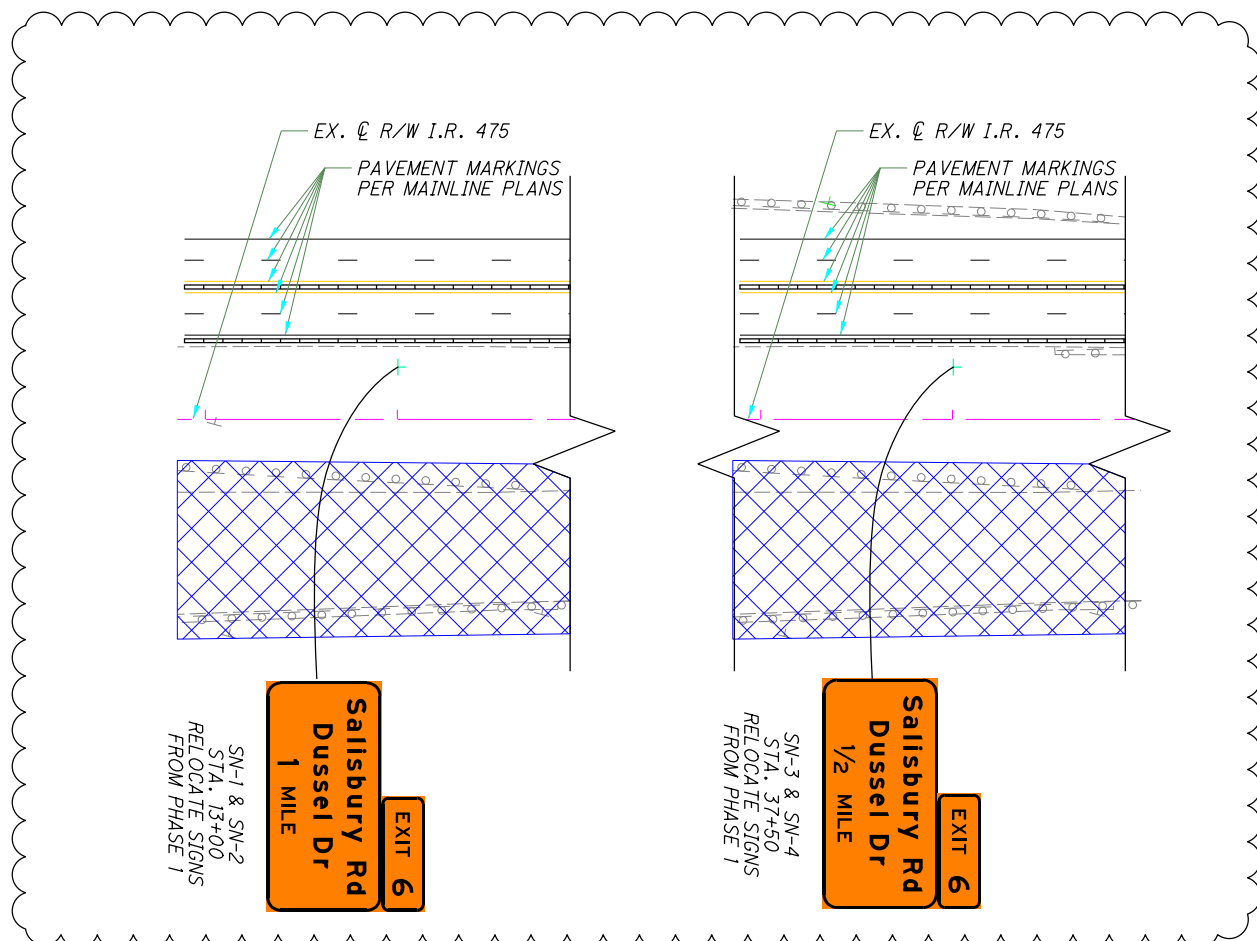 EX. ℄ R/W I.R. 475
PAVEMENT MARKINGS
PER MAINLINE PLANS
EX. ℄ R/W I.R. 475
PAVEMENT MARKINGS
PER MAINLINE PLANS
EXIT 6
Salisbury Rd
Dussel Dr
1 MILE
SN-1 & SN-2
STA. 13+00
RELOCATE SIGNS
FROM PHASE 1
EXIT 6
Salisbury Rd
Dussel Dr
1/2 MILE
SN-3 & SN-4
STA. 37+50
RELOCATE SIGNS
FROM PHASE 1